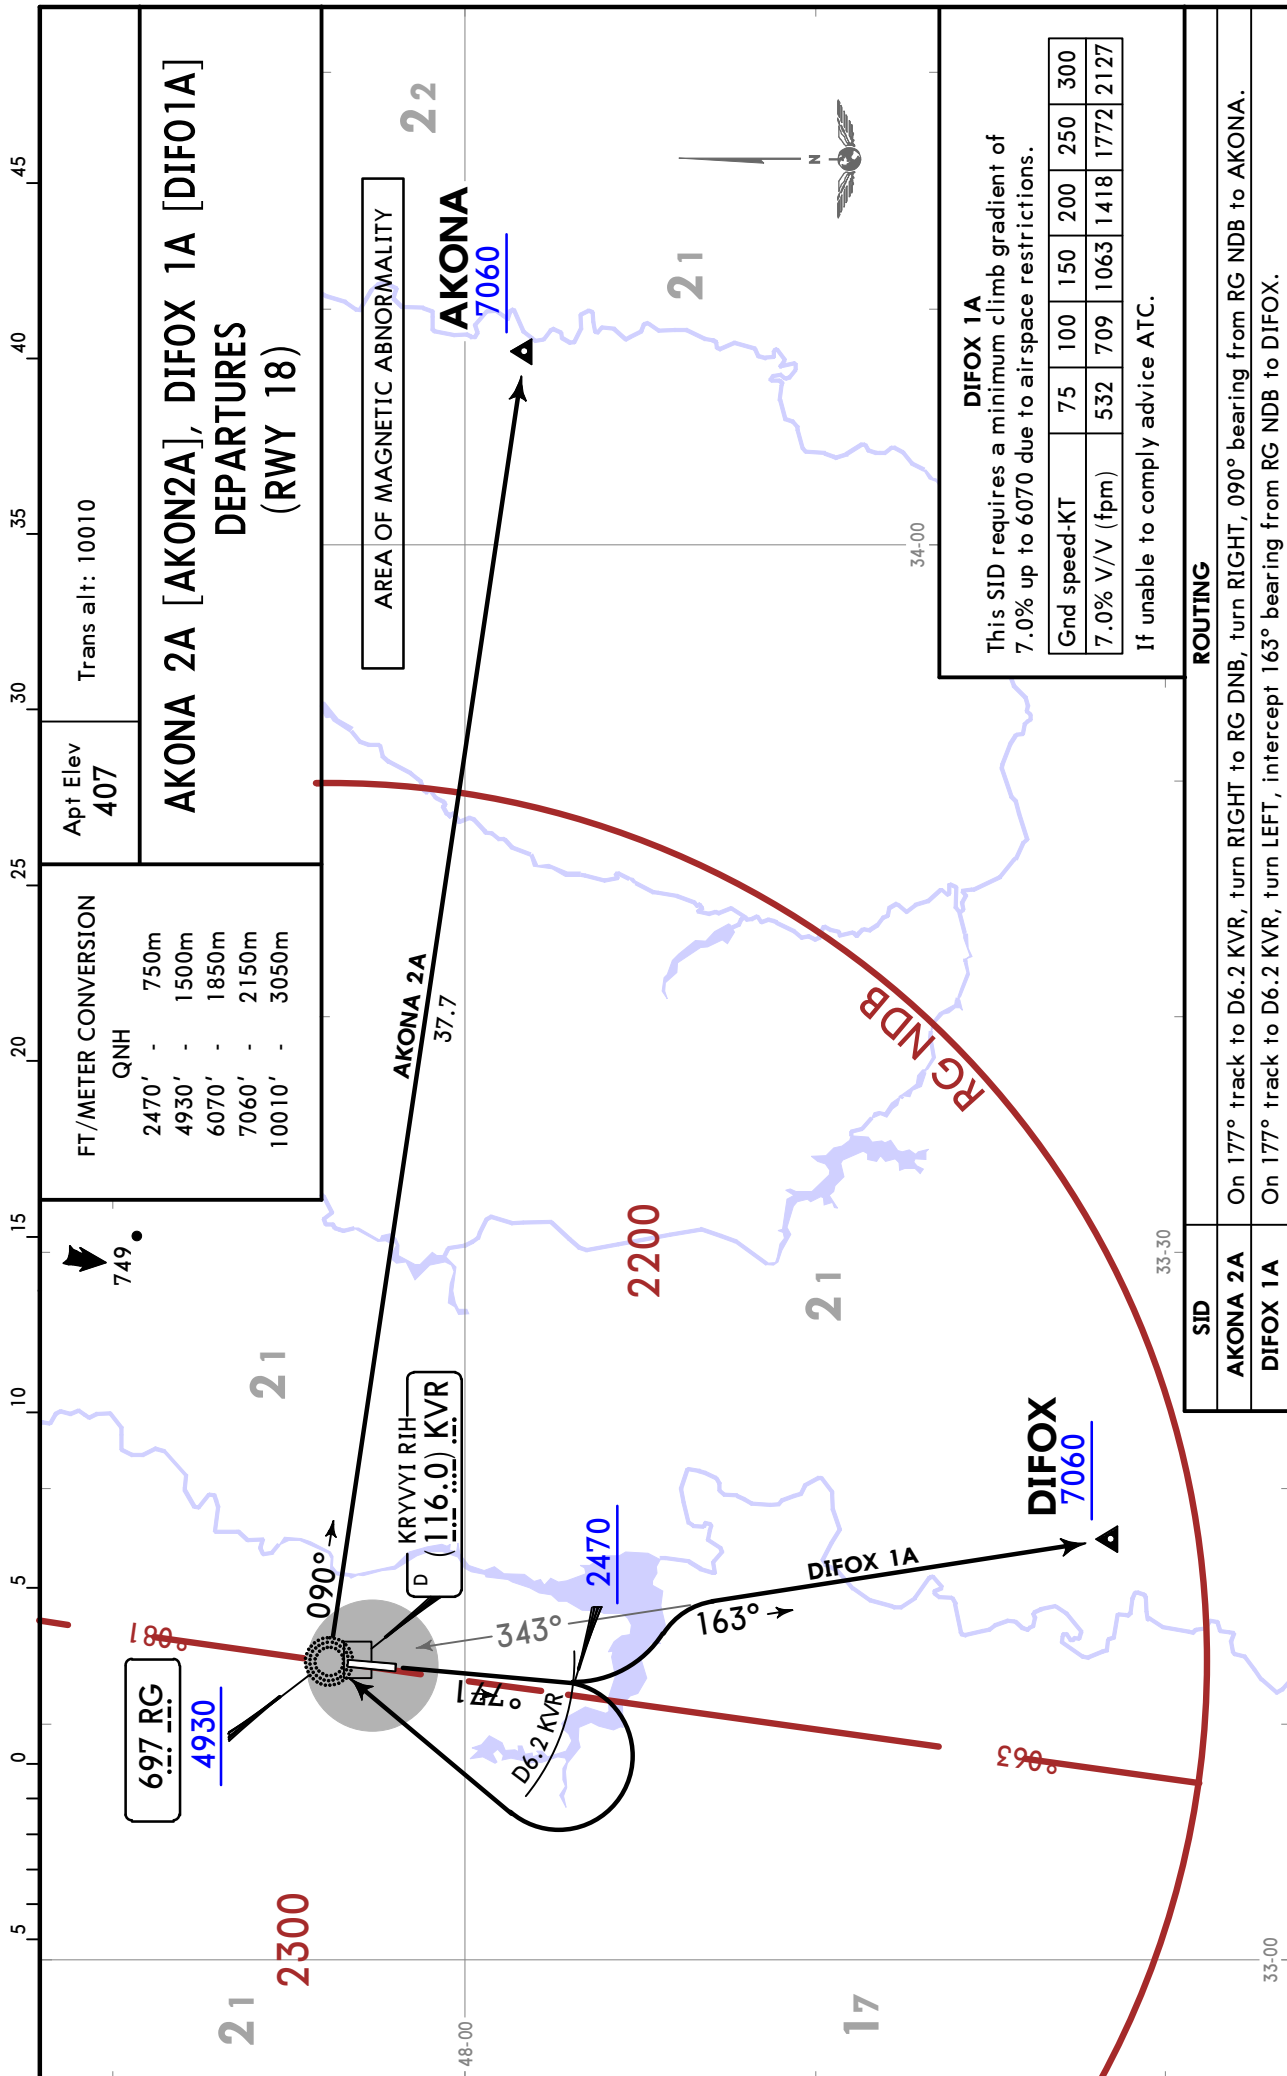 Apt Elev
407
Trans alt: 10010
AKONA 2A [AKON2A], DIFOX 1A [DIFO1A]
DEPARTURES
(RWY 18)
FT/METER CONVERSION
QNH
2470' - 750m
4930' - 1500m
6070' - 1850m
7060' - 2150m
10010' - 3050m
5 0 5 10 15 20 25 30 35 40 45
749
21
22
AREA OF MAGNETIC ABNORMALITY
AKONA
7060
21
2300
21
697 RG
4930
180°
090°
AKONA 2A
37.7
KRYVYI RIH
D
(116.0) KVR
48-00
177°
343°
D6.2 KVR
2470
2200
163°
DIFOX 1A
21
17
RG NDB
063°
DIFOX
7060
N
34-00
33-30
33-00
DIFOX 1A
This SID requires a minimum climb gradient of
7.0% up to 6070 due to airspace restrictions.
Gnd speed-KT 75 100 150 200 250 300
7.0% V/V (fpm) 532 709 1063 1418 1772 2127
If unable to comply advice ATC.
SID ROUTING
AKONA 2A On 177° track to D6.2 KVR, turn RIGHT to RG DNB, turn RIGHT, 090° bearing from RG NDB to AKONA.
DIFOX 1A On 177° track to D6.2 KVR, turn LEFT, intercept 163° bearing from RG NDB to DIFOX.